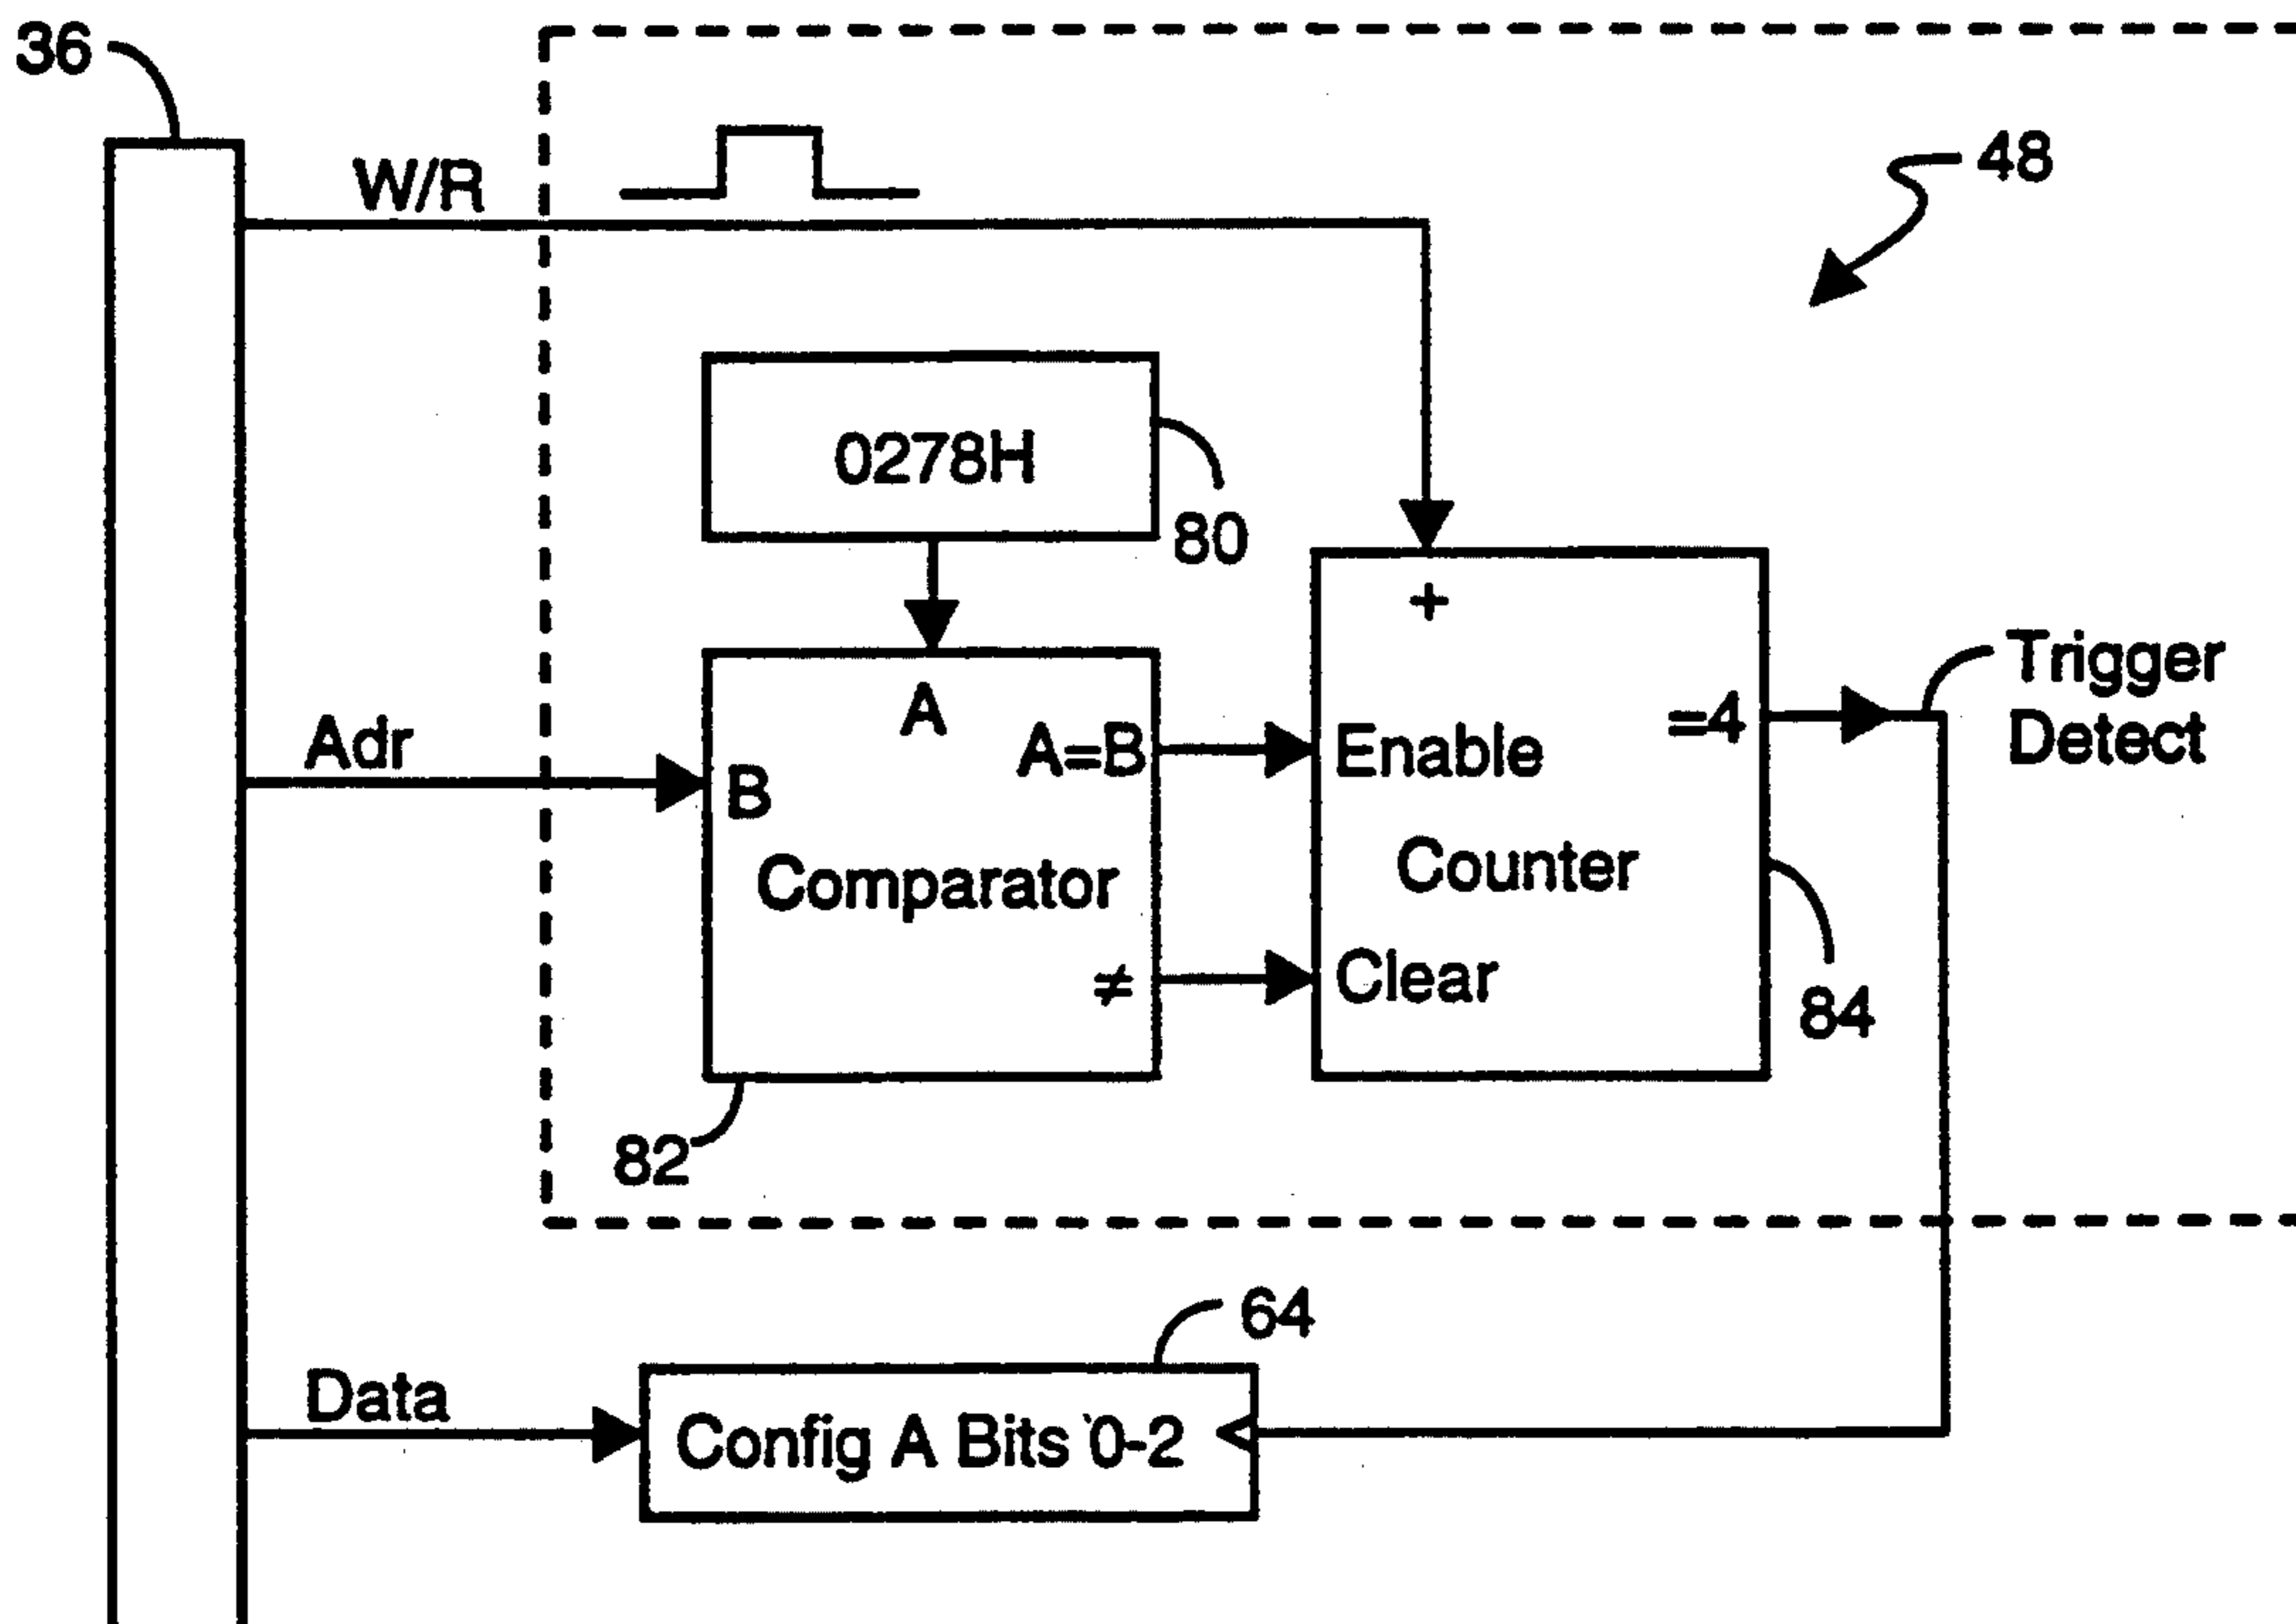 36
W/R
48
0278H
80
+
A
A=B
Enable
=4
Trigger
Detect
Adr
B
Comparator
Counter
≠
Clear
84
82
64
Data
Config A Bits `0-2